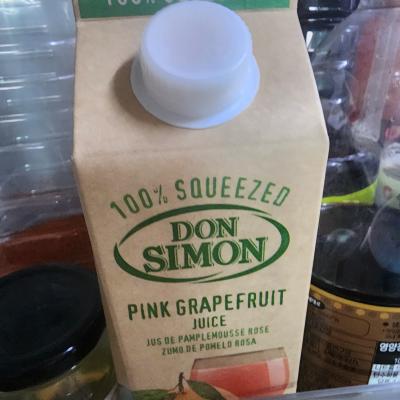 100% SQUEEZED
DON
SIMON
PINK GRAPEFRUIT
JUICE
JUS DE PAMPLEMOUSSE ROSE
ZUMO DE POMELO ROSA